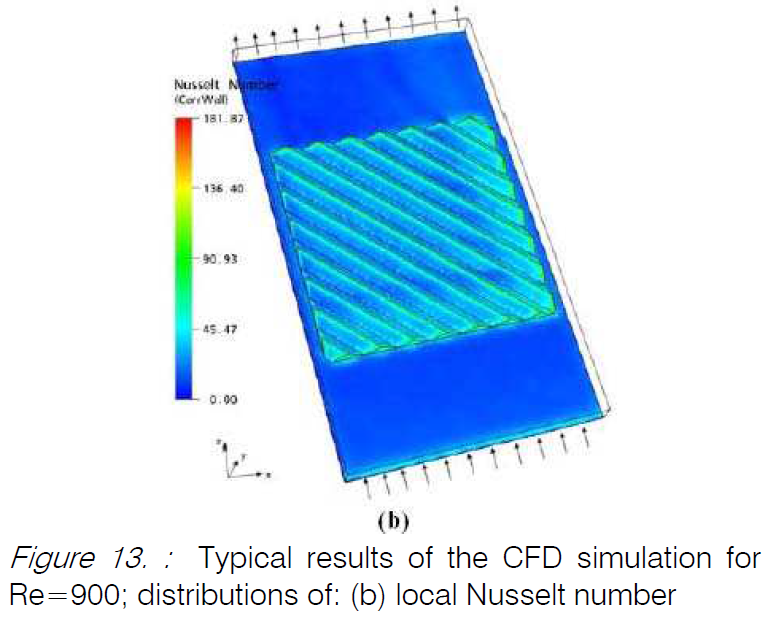 Nusselt Number
(CorrWall)
181.87
136.40
90.93
45.47
0.00
z
y
x
(b)
Figure 13. : Typical results of the CFD simulation for
Re=900; distributions of: (b) local Nusselt number